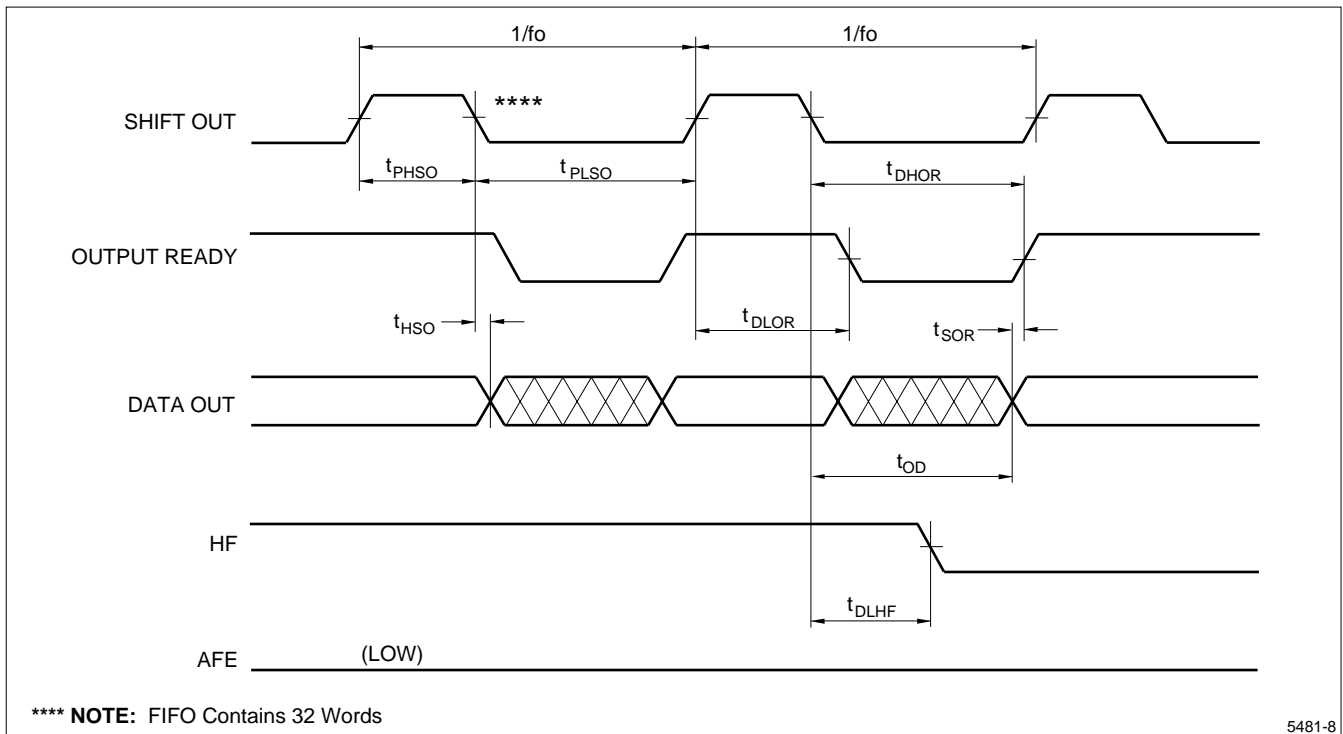 1/fo 1/fo
SHIFT OUT ****
tPHSO tPLSO tDHOR
OUTPUT READY
tHSO tDLOR tSOR
DATA OUT
tOD
HF
tDLHF
AFE (LOW)
**** NOTE: FIFO Contains 32 Words
5481-8